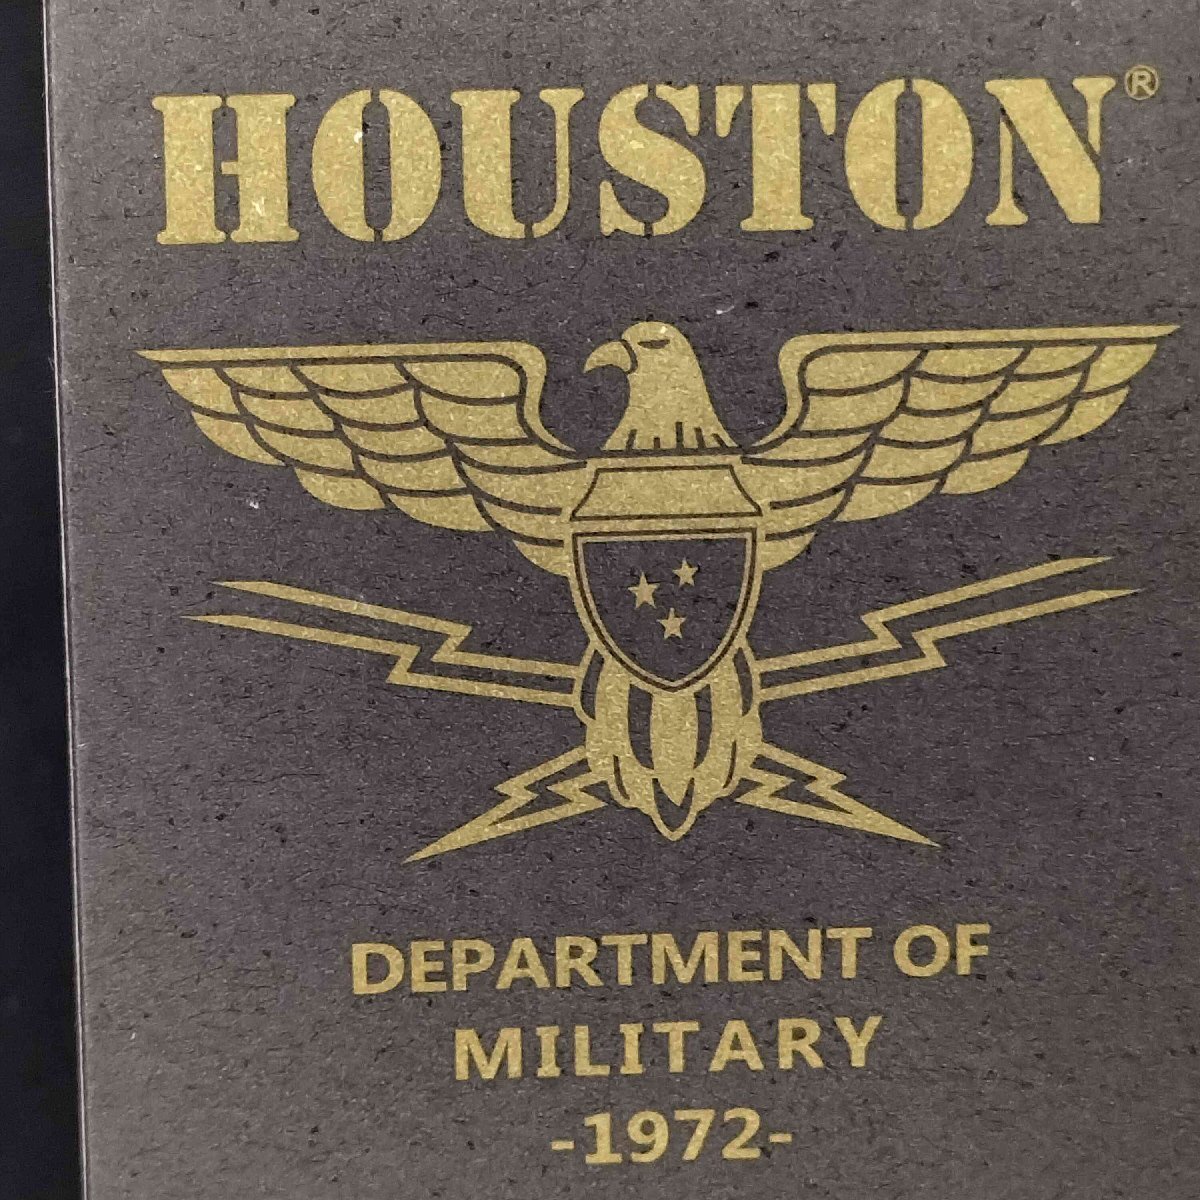 HOUSTON®
DEPARTMENT OF
MILITARY
-1972-